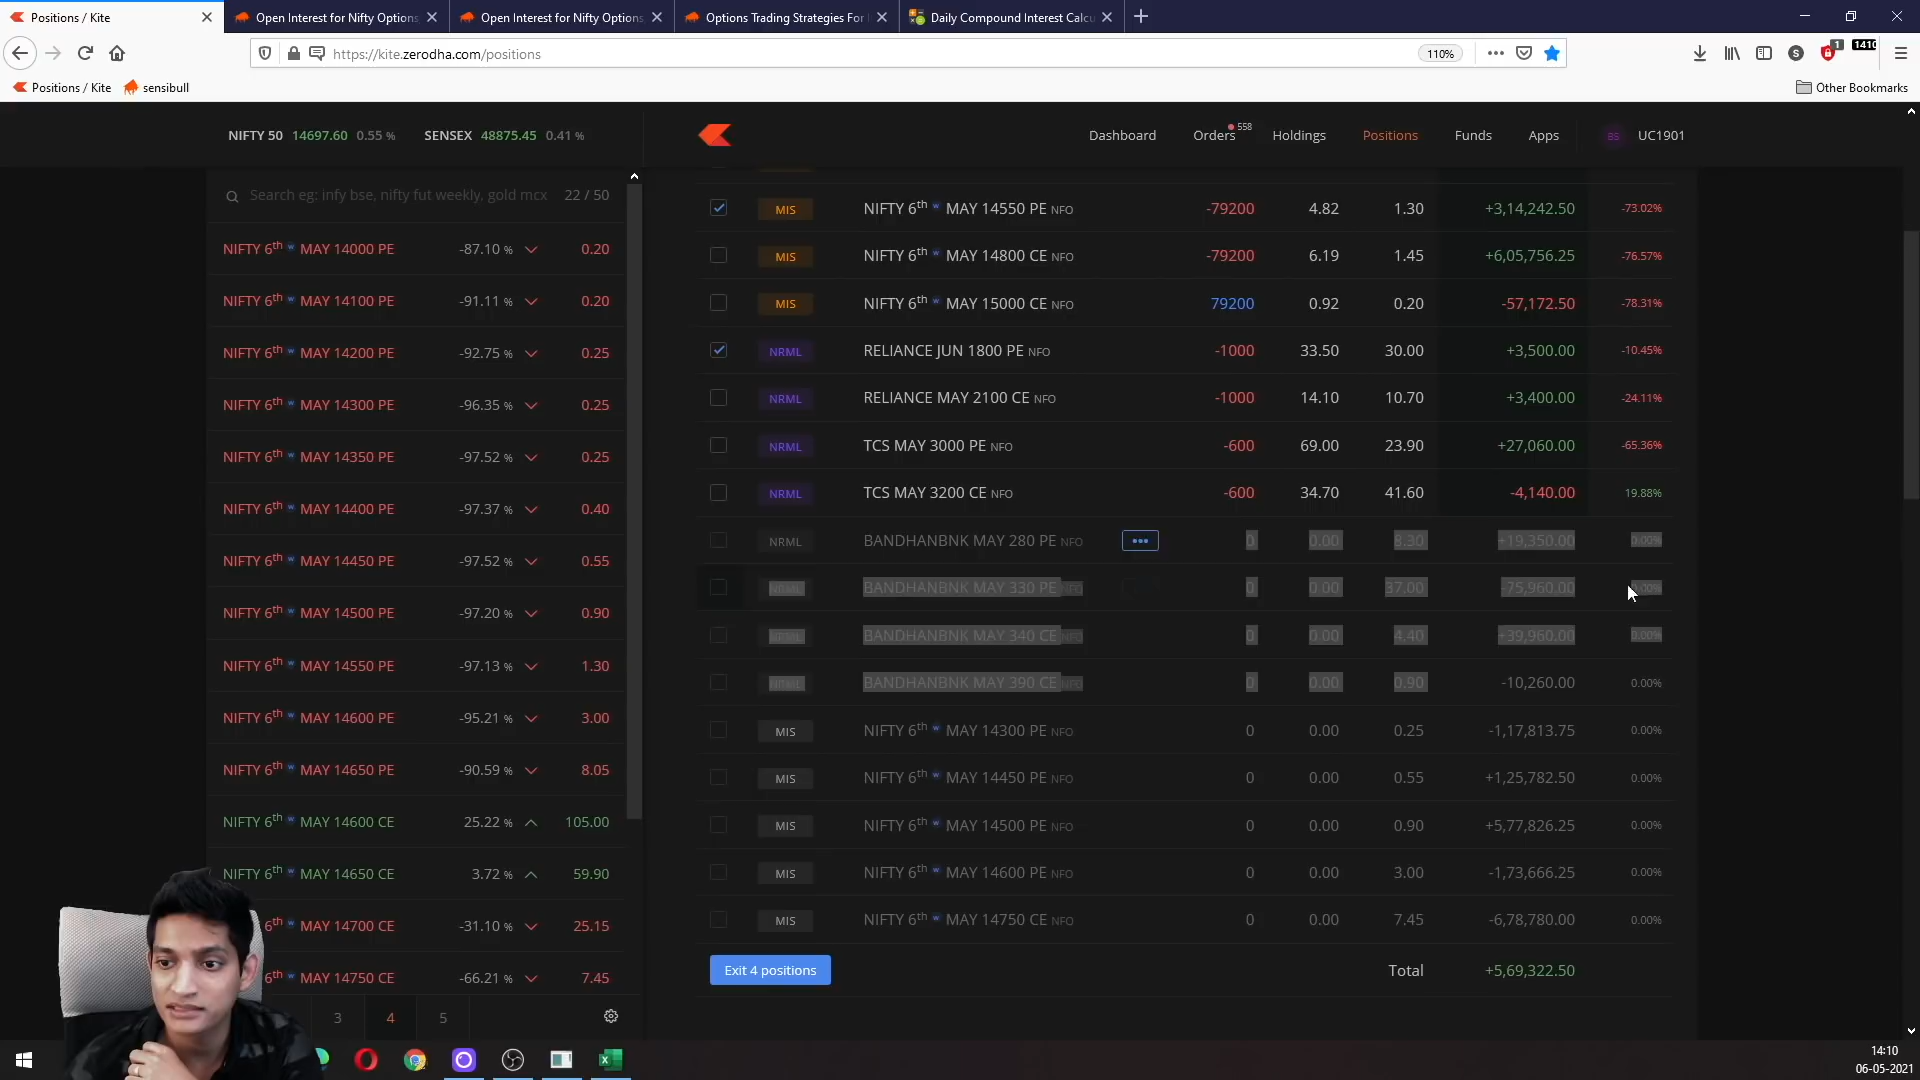 Positions / Kite
Open Interest for Nifty Options
Open Interest for Nifty Options
Options Trading Strategies For
Daily Compound Interest Calcu
https://kite.zerodha.com/positions
110%
1
1410
Positions / Kite
sensibull
Other Bookmarks
NIFTY 50 14697.60 0.55 %
SENSEX 48875.45 0.41 %
Dashboard
Orders 558
Holdings
Positions
Funds
Apps
BS
UC1901
Search eg: infy bse, nifty fut weekly, gold mcx 22 / 50
NIFTY 6th w MAY 14000 PE -87.10 % 0.20
NIFTY 6th w MAY 14100 PE -91.11 % 0.20
NIFTY 6th w MAY 14200 PE -92.75 % 0.25
NIFTY 6th w MAY 14300 PE -96.35 % 0.25
NIFTY 6th w MAY 14350 PE -97.52 % 0.25
NIFTY 6th w MAY 14400 PE -97.37 % 0.40
NIFTY 6th w MAY 14450 PE -97.52 % 0.55
NIFTY 6th w MAY 14500 PE -97.20 % 0.90
NIFTY 6th w MAY 14550 PE -97.13 % 1.30
NIFTY 6th w MAY 14600 PE -95.21 % 3.00
NIFTY 6th w MAY 14650 PE -90.59 % 8.05
NIFTY 6th w MAY 14600 CE 25.22 % 105.00
NIFTY 6th w MAY 14650 CE 3.72 % 59.90
6th w MAY 14700 CE -31.10 % 25.15
6th w MAY 14750 CE -66.21 % 7.45
3 4 5
MIS NIFTY 6th w MAY 14550 PE NFO -79200 4.82 1.30 +3,14,242.50 -73.02%
MIS NIFTY 6th w MAY 14800 CE NFO -79200 6.19 1.45 +6,05,756.25 -76.57%
MIS NIFTY 6th w MAY 15000 CE NFO 79200 0.92 0.20 -57,172.50 -78.31%
NRML RELIANCE JUN 1800 PE NFO -1000 33.50 30.00 +3,500.00 -10.45%
NRML RELIANCE MAY 2100 CE NFO -1000 14.10 10.70 +3,400.00 -24.11%
NRML TCS MAY 3000 PE NFO -600 69.00 23.90 +27,060.00 -65.36%
NRML TCS MAY 3200 CE NFO -600 34.70 41.60 -4,140.00 19.88%
NRML BANDHANBNK MAY 280 PE NFO 0 0.00 8.30 +19,350.00 0.00%
NRML BANDHANBNK MAY 330 PE NFO 0 0.00 37.00 -75,960.00 0.00%
NRML BANDHANBNK MAY 340 CE NFO 0 0.00 4.40 +39,960.00 0.00%
NRML BANDHANBNK MAY 390 CE NFO 0 0.00 0.90 -10,260.00 0.00%
MIS NIFTY 6th w MAY 14300 PE NFO 0 0.00 0.25 -1,17,813.75 0.00%
MIS NIFTY 6th w MAY 14450 PE NFO 0 0.00 0.55 +1,25,782.50 0.00%
MIS NIFTY 6th w MAY 14500 PE NFO 0 0.00 0.90 +5,77,826.25 0.00%
MIS NIFTY 6th w MAY 14600 PE NFO 0 0.00 3.00 -1,73,666.25 0.00%
MIS NIFTY 6th w MAY 14750 CE NFO 0 0.00 7.45 -6,78,780.00 0.00%
Exit 4 positions
Total +5,69,322.50
14:10
06-05-2021